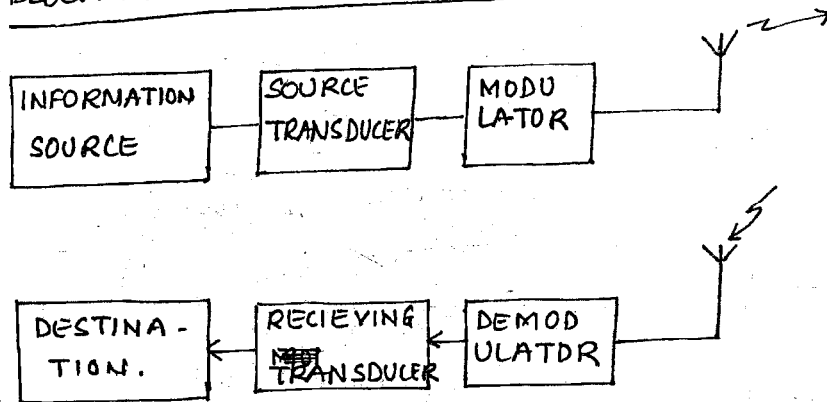 INFORMATION
SOURCE
SOURCE
TRANSDUCER
MODU
LATOR
DESTINA-
TION.
RECIEVING
TRANSDUCER
DEMOD
ULATOR